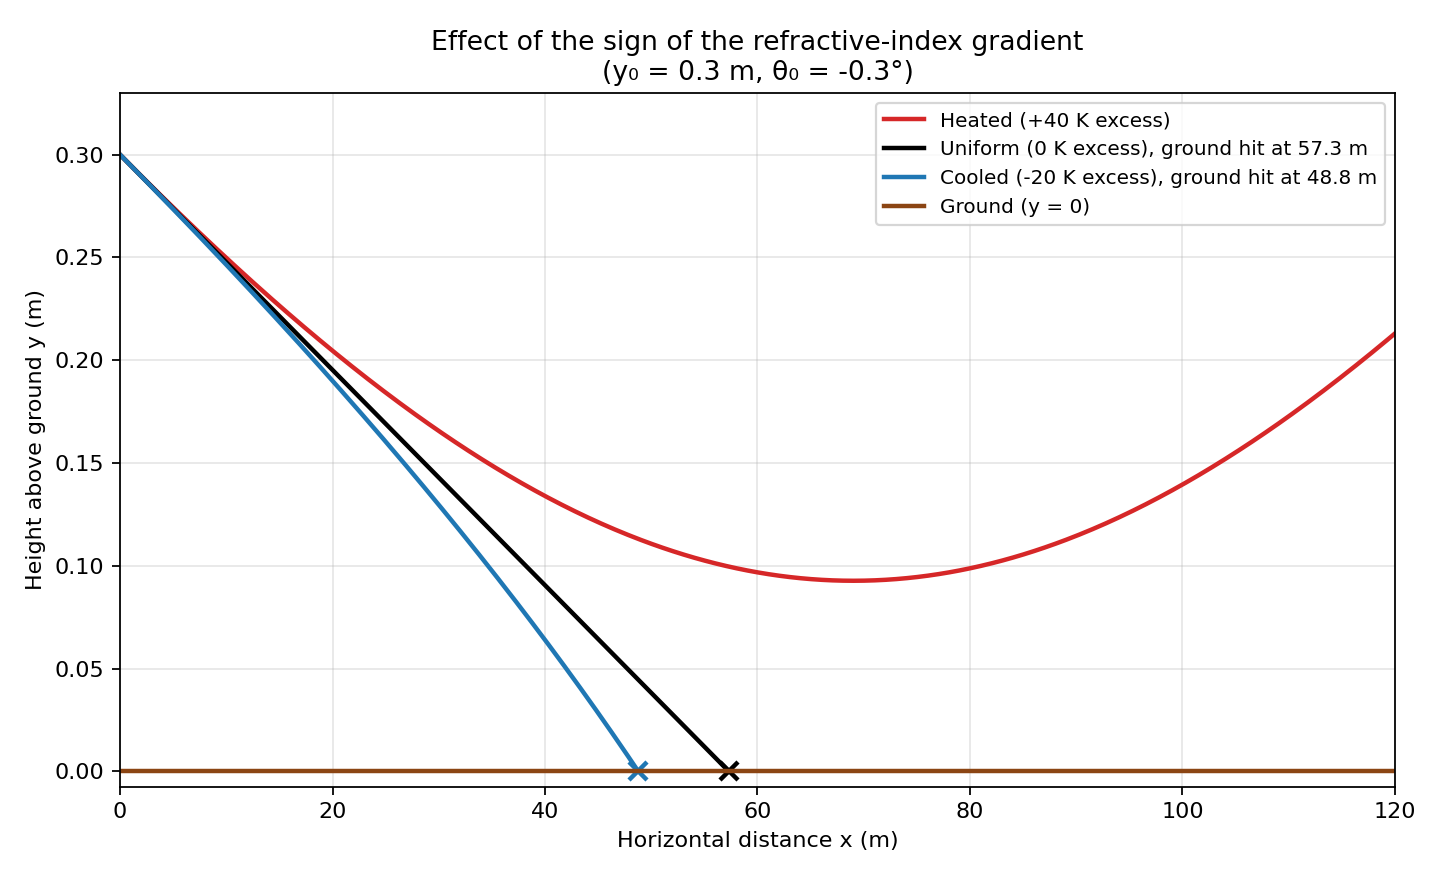 Effect of the sign of the refractive-index gradient
(y₀ = 0.3 m, θ₀ = -0.3°)
Heated (+40 K excess)
Uniform (0 K excess), ground hit at 57.3 m
Cooled (-20 K excess), ground hit at 48.8 m
Ground (y = 0)
Height above ground y (m)
0.30
0.25
0.20
0.15
0.10
0.05
0.00
0
20
40
60
80
100
120
Horizontal distance x (m)